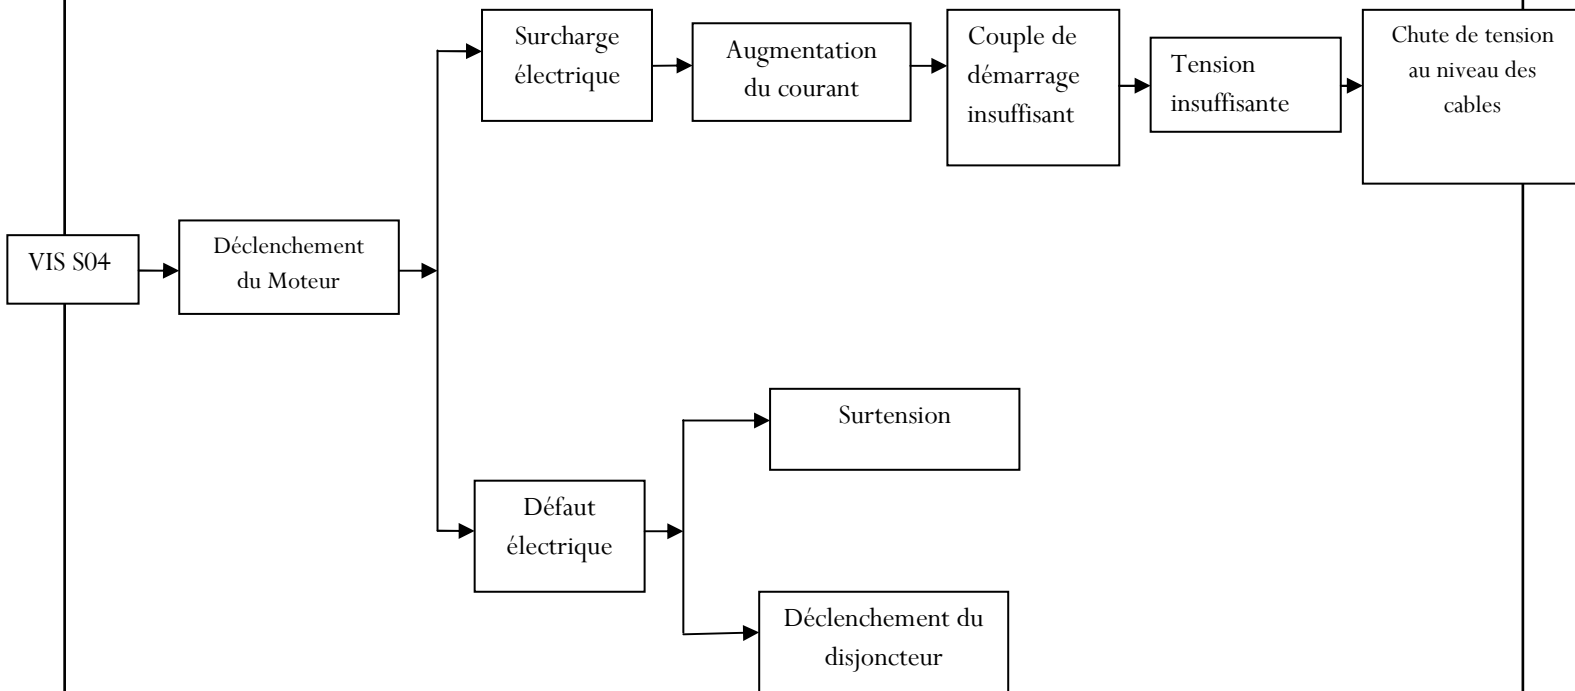 Surcharge
électrique
Augmentation
du courant
Couple de
démarrage
insuffisant
Tension
insuffisante
Chute de tension
au niveau des
cables
VIS S04
Déclenchement
du Moteur
Surtension
Défaut
électrique
Déclenchement du
disjoncteur